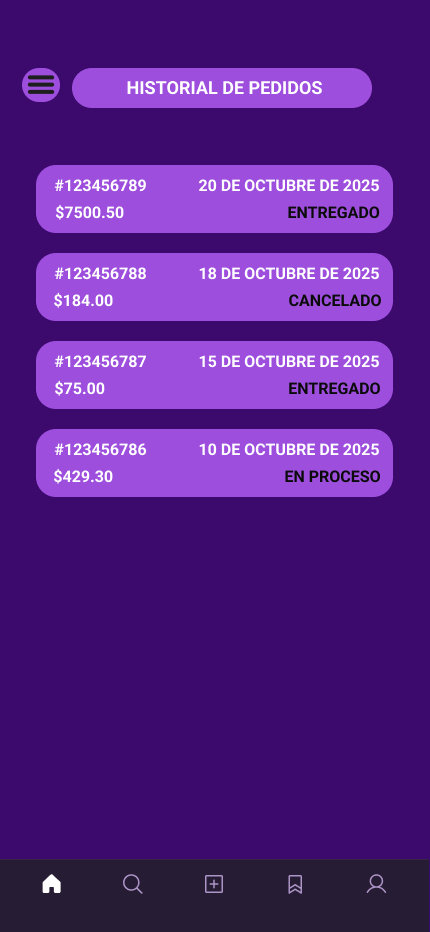 HISTORIAL DE PEDIDOS
#123456789 20 DE OCTUBRE DE 2025
$7500.50 ENTREGADO
#123456788 18 DE OCTUBRE DE 2025
$184.00 CANCELADO
#123456787 15 DE OCTUBRE DE 2025
$75.00 ENTREGADO
#123456786 10 DE OCTUBRE DE 2025
$429.30 EN PROCESO